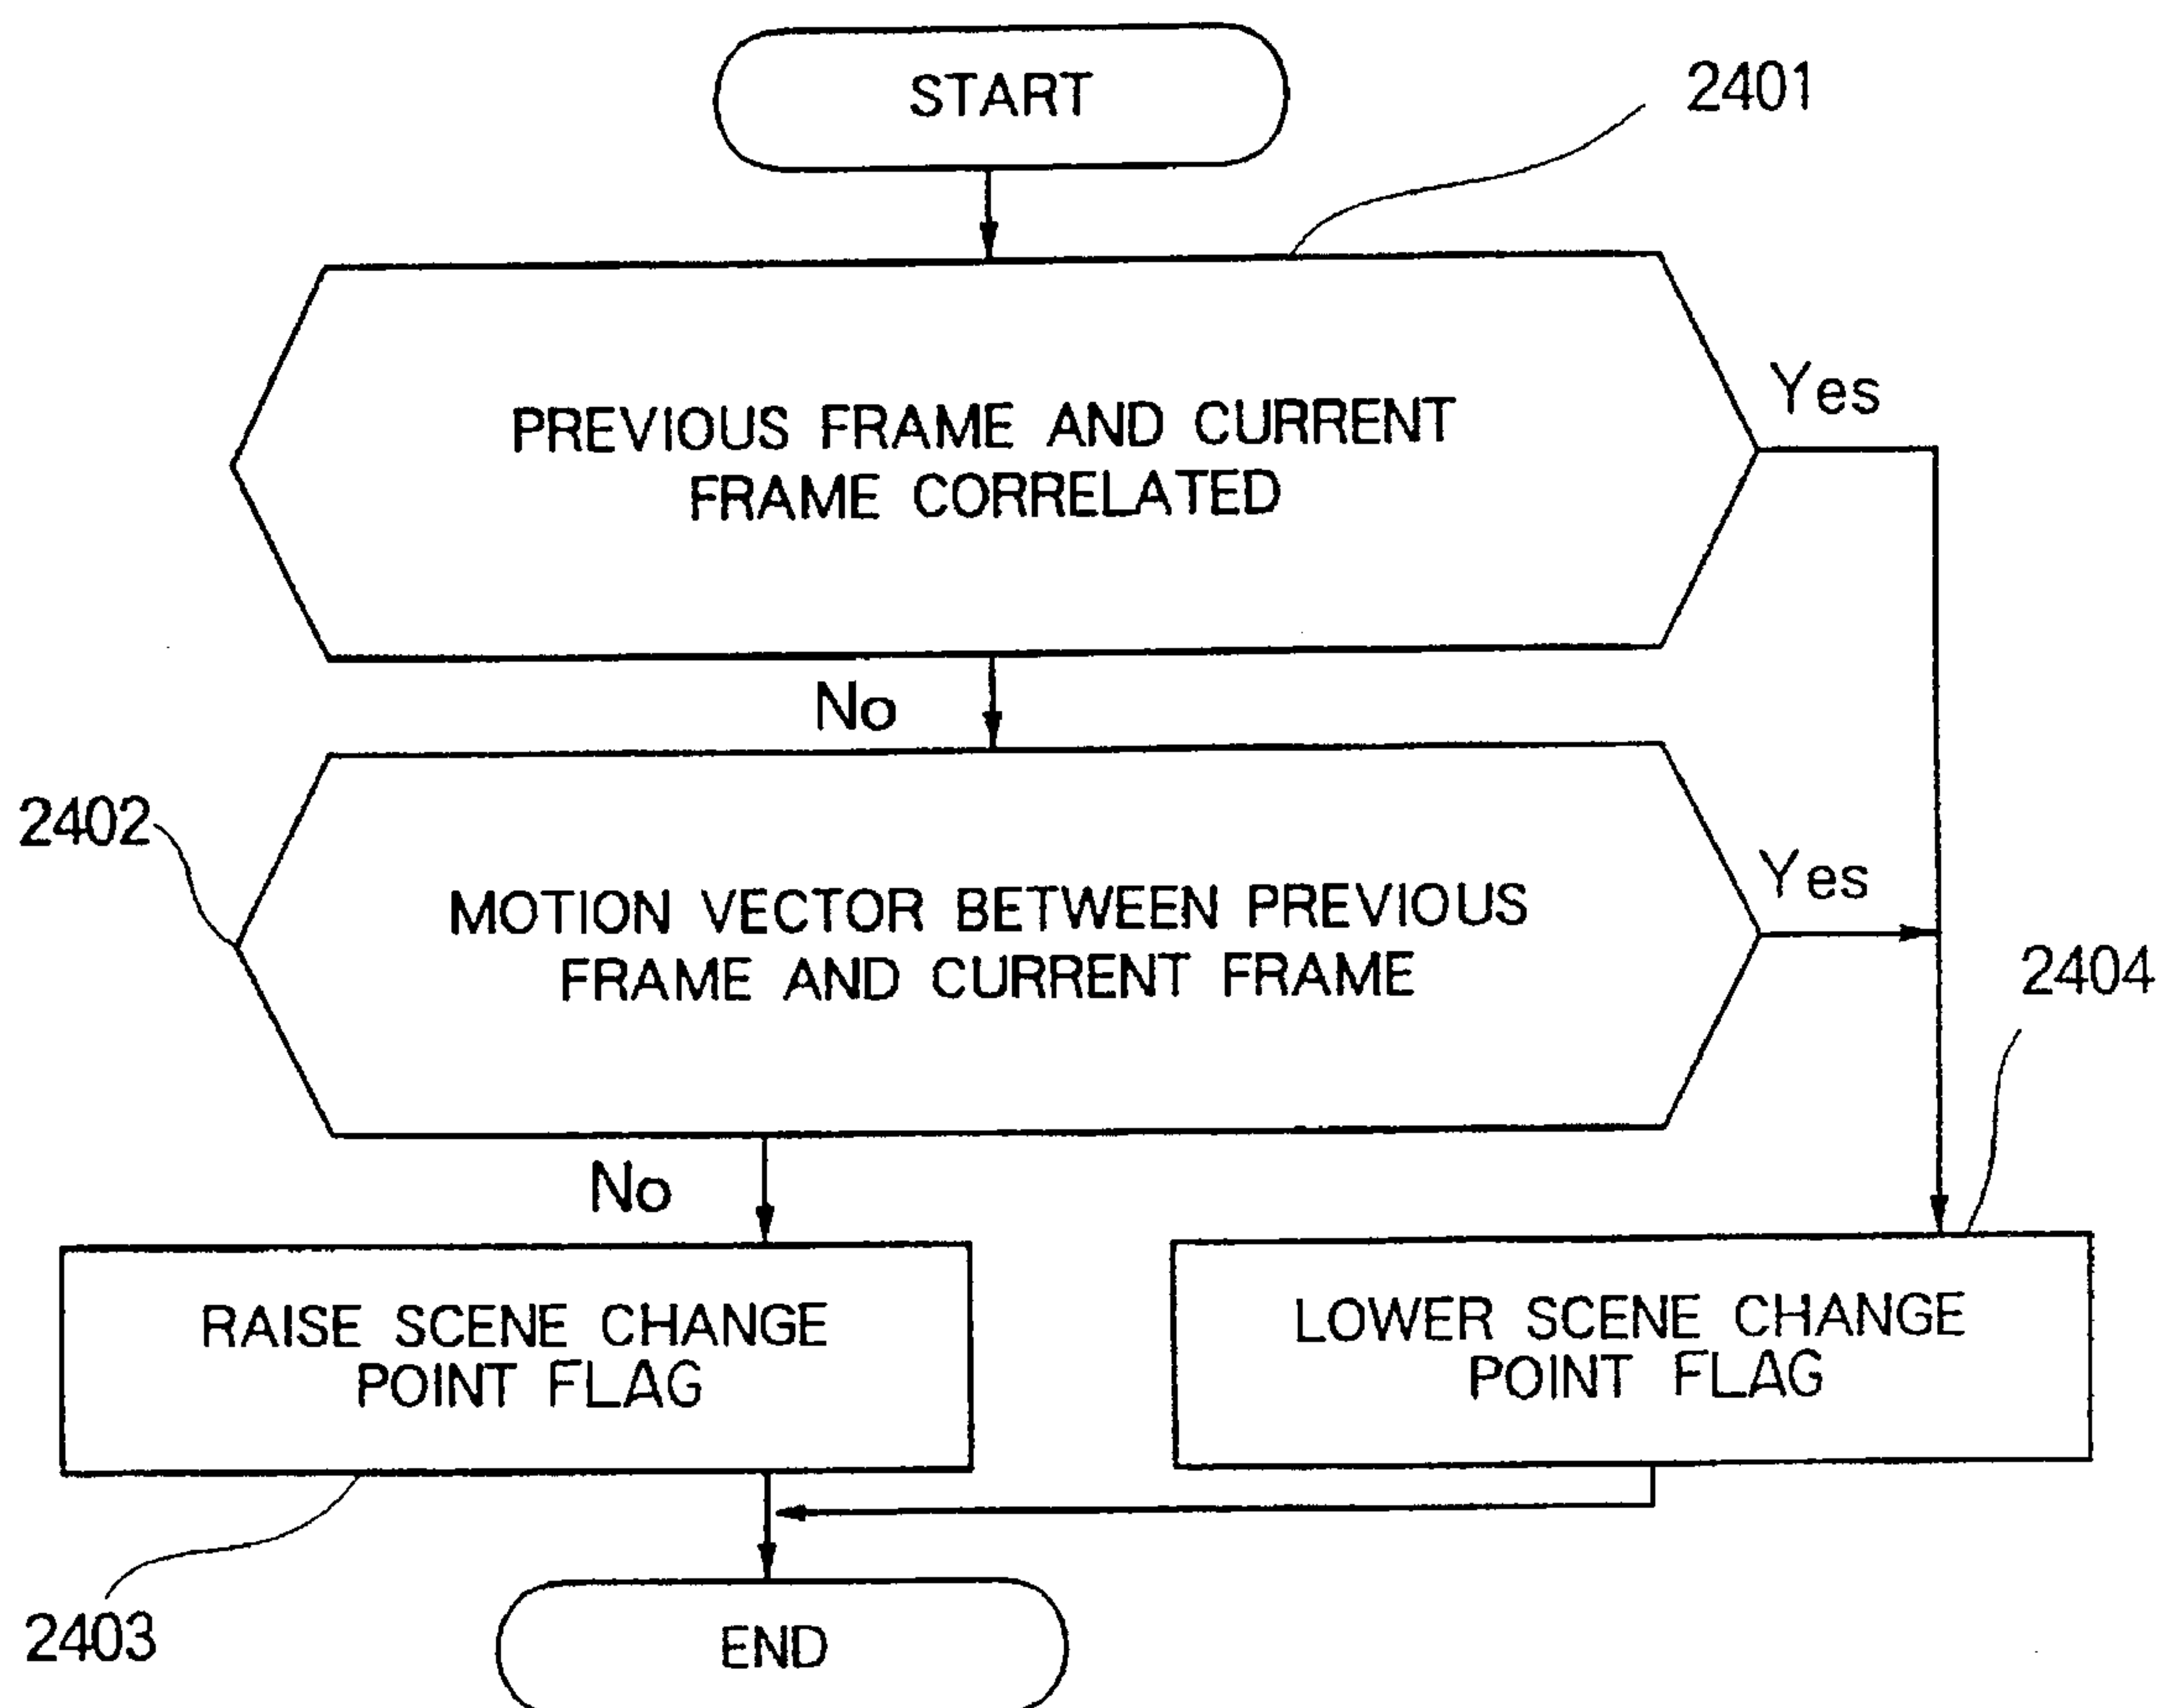 START
2401
PREVIOUS FRAME AND CURRENT
FRAME CORRELATED
Yes
No
2402
MOTION VECTOR BETWEEN PREVIOUS
FRAME AND CURRENT FRAME
Yes
2404
No
RAISE SCENE CHANGE
POINT FLAG
LOWER SCENE CHANGE
POINT FLAG
2403
END